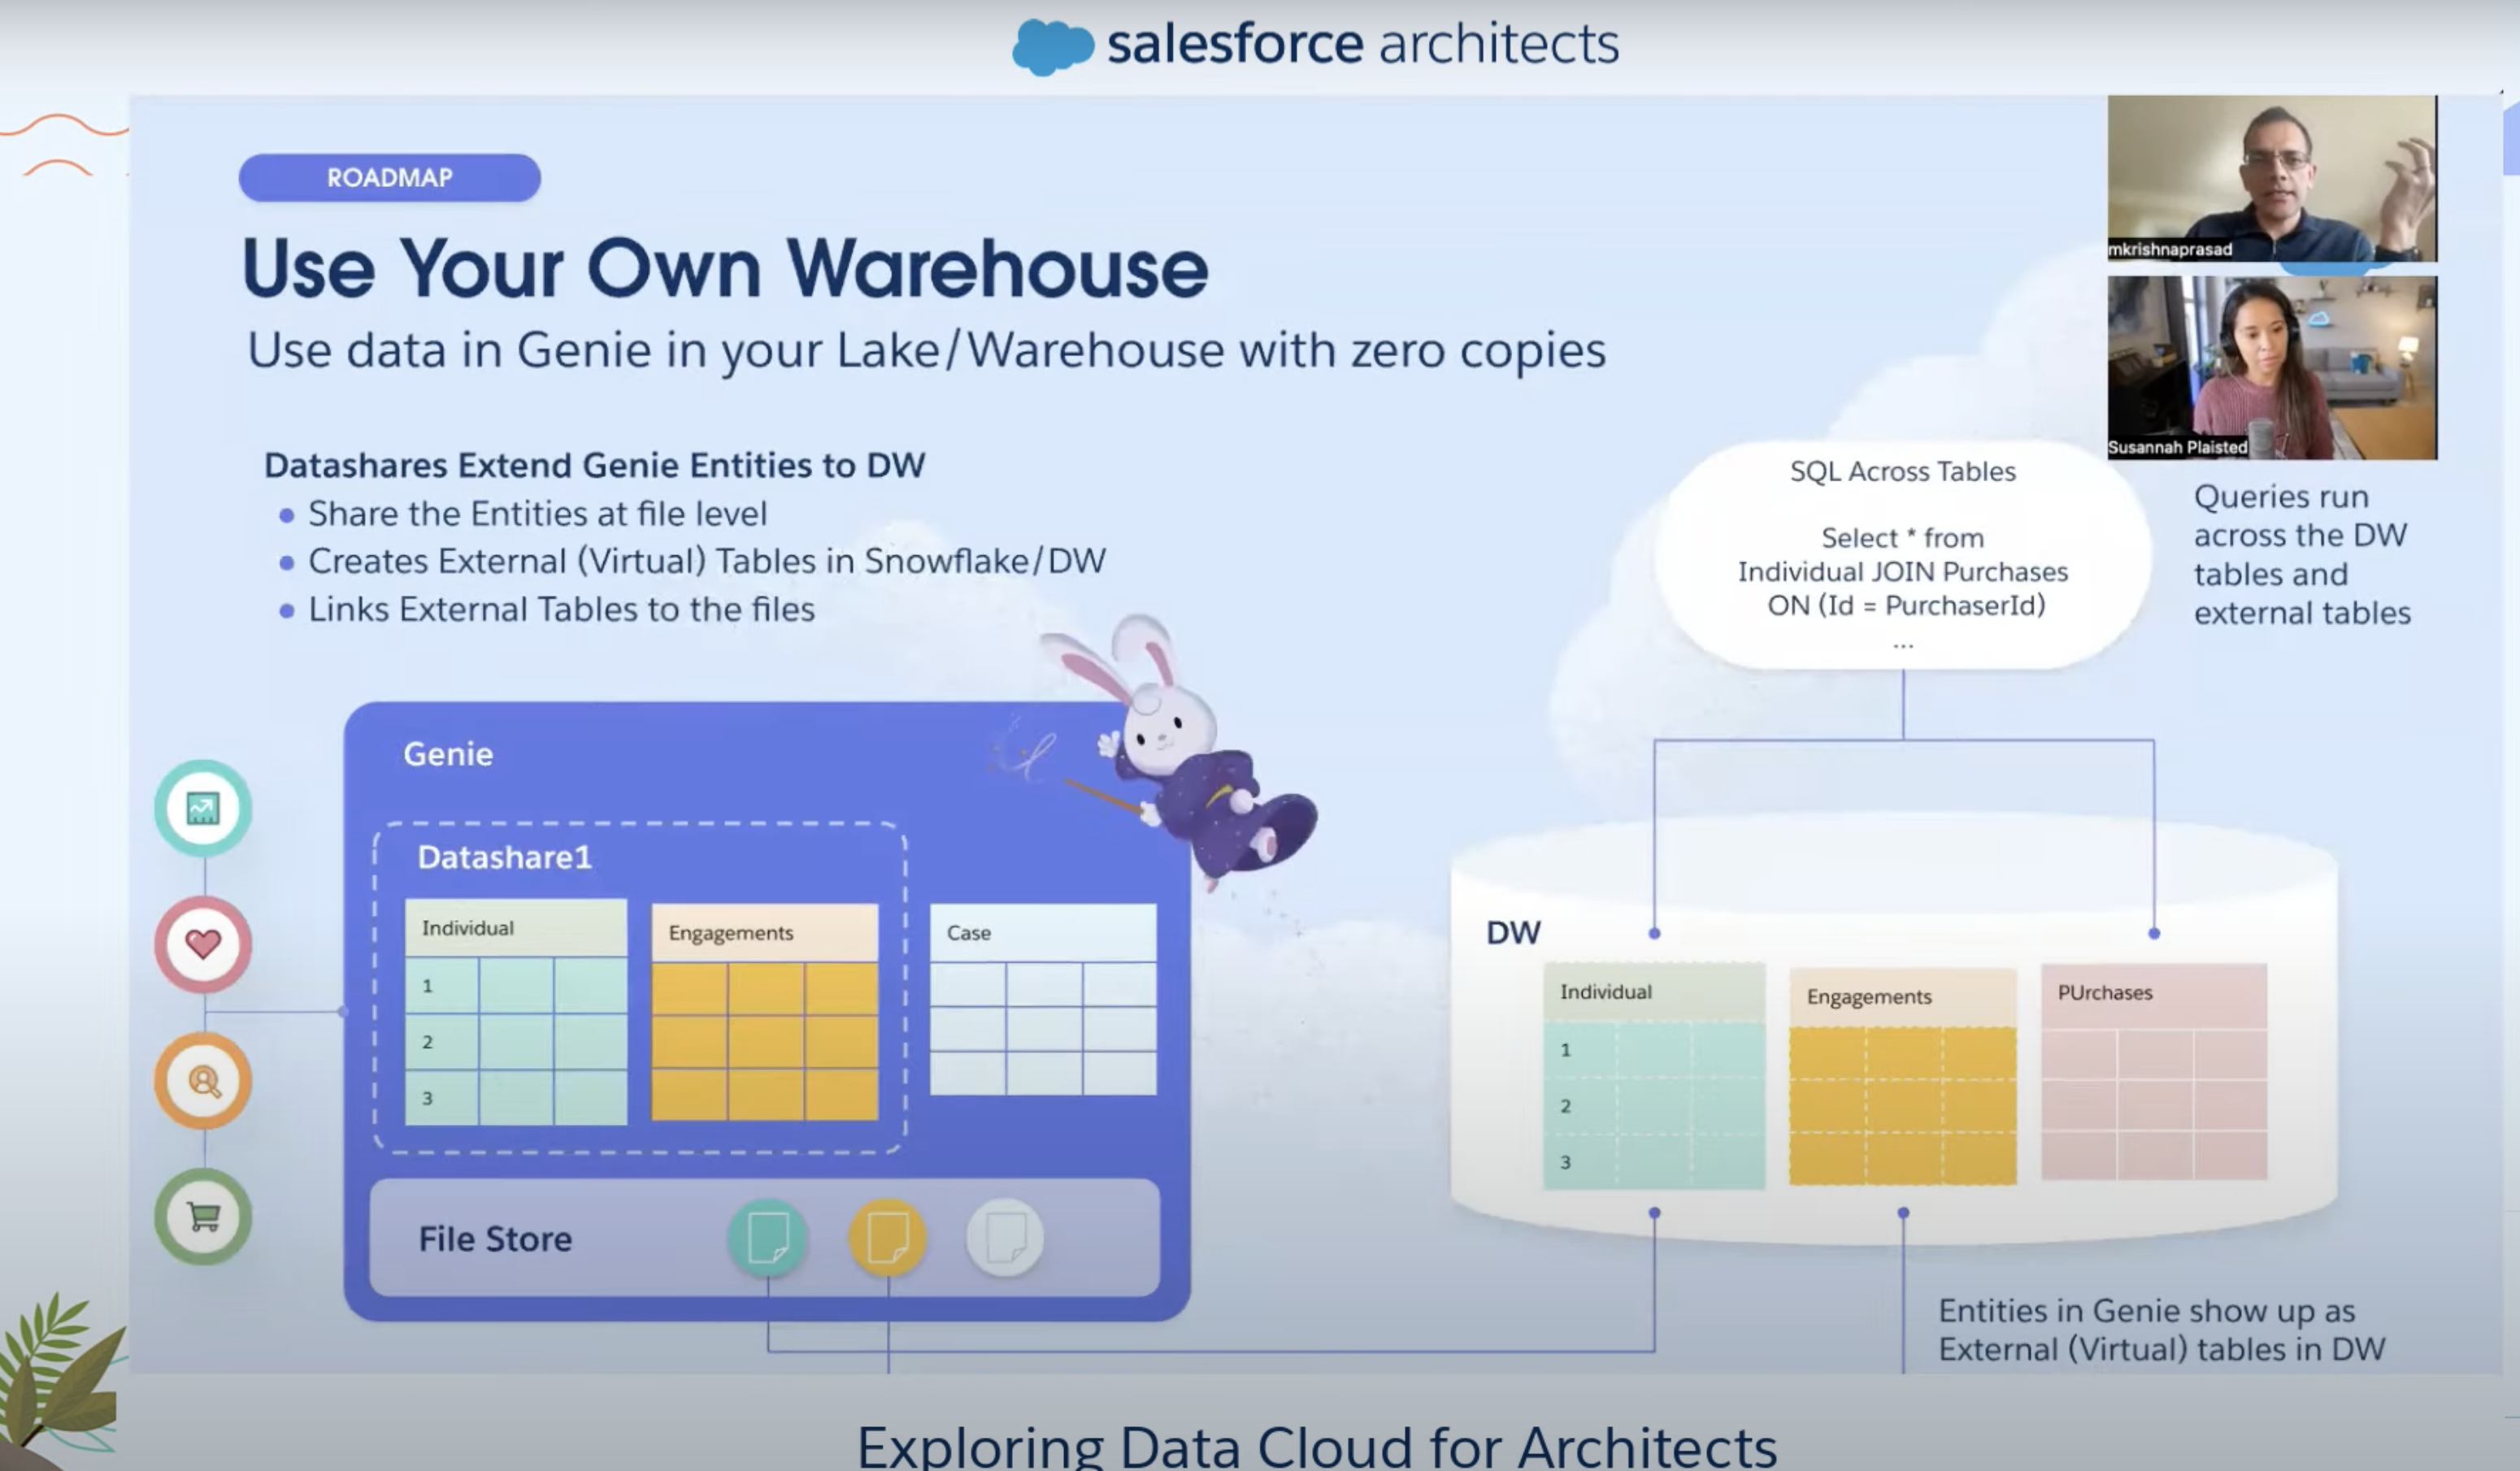 salesforce architects
ROADMAP
Use Your Own Warehouse
Use data in Genie in your Lake/Warehouse with zero copies
mkrishnaprasad
Susannah Plaisted
Datashares Extend Genie Entities to DW
Share the Entities at file level
Creates External (Virtual) Tables in Snowflake/DW
Links External Tables to the files
SQL Across Tables
Select * from
Individual JOIN Purchases
ON (Id = PurchaserId)
...
Queries run
across the DW
tables and
external tables
Genie
Datashare1
Individual
1
2
3
Engagements
Case
File Store
DW
Individual
1
2
3
Engagements
PUrchases
Entities in Genie show up as
External (Virtual) tables in DW
Exploring Data Cloud for Architects